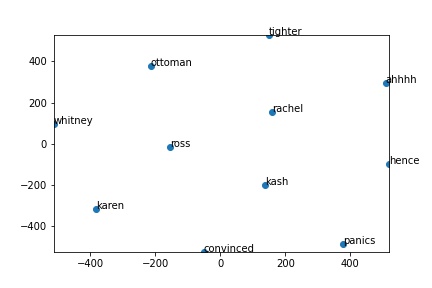 tighter
400
ottoman
ahhhh
200
rachel
whitney
0
ross
hence
−200
kash
karen
−400
panics
convinced
−400 −200 0 200 400